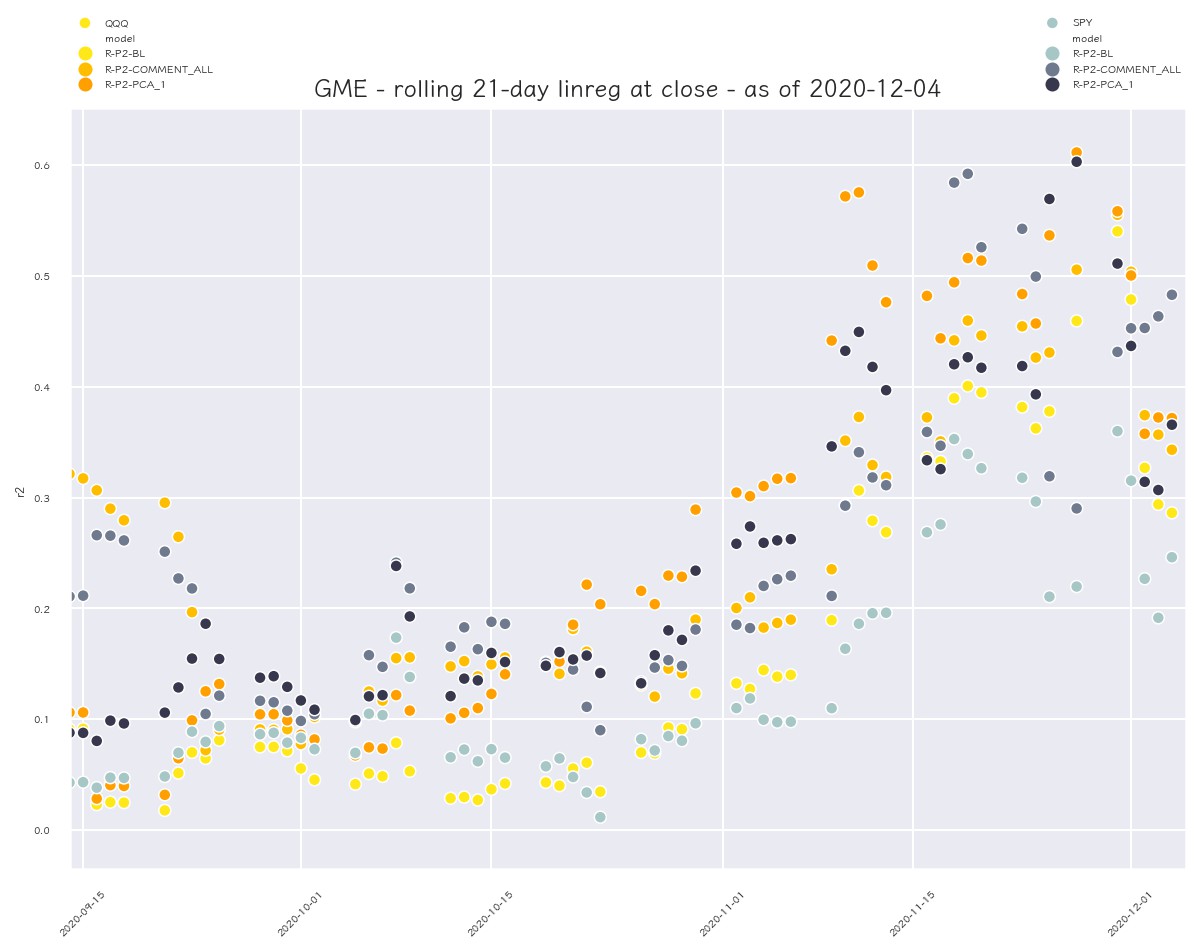 QQQ
model
R-P2-BL
R-P2-COMMENT_ALL
R-P2-PCA_1
SPY
model
R-P2-BL
R-P2-COMMENT_ALL
R-P2-PCA_1
GME - rolling 21-day linreg at close - as of 2020-12-04
0.6
0.5
0.4
0.3
0.2
0.1
0.0
r2
2020-09-15
2020-10-01
2020-10-15
2020-11-01
2020-11-15
2020-12-01